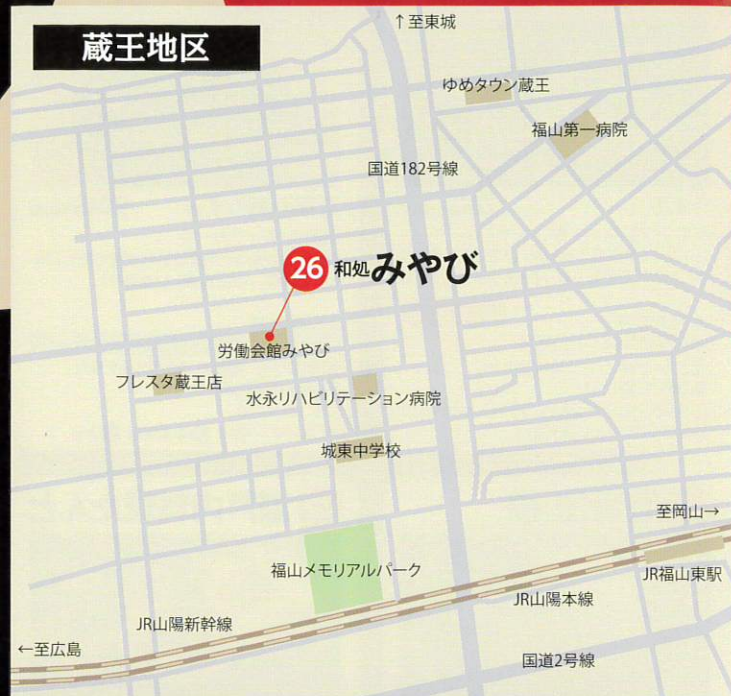 蔵王地区
↑至東城
ゆめタウン蔵王
福山第一病院
国道182号線
26 和処みやび
労働会館みやび
フレスタ蔵王店
水永リハビリテーション病院
城東中学校
至岡山→
福山メモリアルパーク
JR福山東駅
JR山陽本線
JR山陽新幹線
←至広島
国道2号線